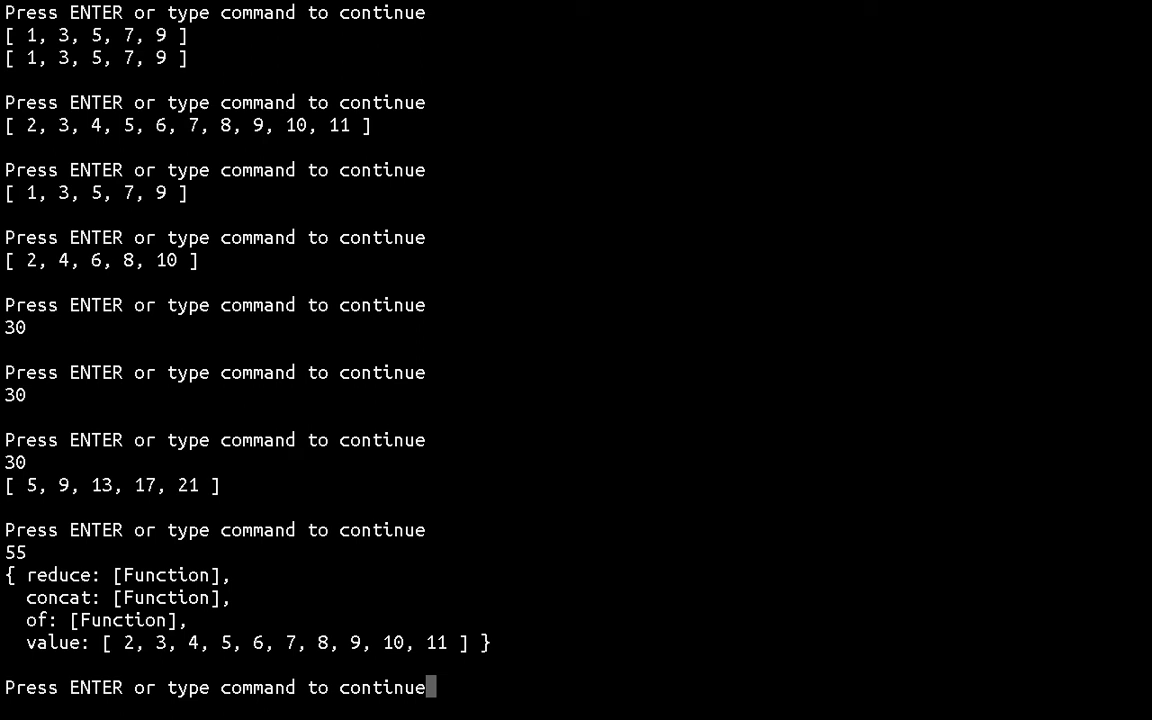 Press ENTER or type command to continue
[ 1, 3, 5, 7, 9 ]
[ 1, 3, 5, 7, 9 ]
Press ENTER or type command to continue
[ 2, 3, 4, 5, 6, 7, 8, 9, 10, 11 ]
Press ENTER or type command to continue
[ 1, 3, 5, 7, 9 ]
Press ENTER or type command to continue
[ 2, 4, 6, 8, 10 ]
Press ENTER or type command to continue
30
Press ENTER or type command to continue
30
Press ENTER or type command to continue
30
[ 5, 9, 13, 17, 21 ]
Press ENTER or type command to continue
55
{ reduce: [Function],
  concat: [Function],
  of: [Function],
  value: [ 2, 3, 4, 5, 6, 7, 8, 9, 10, 11 ] }
Press ENTER or type command to continue